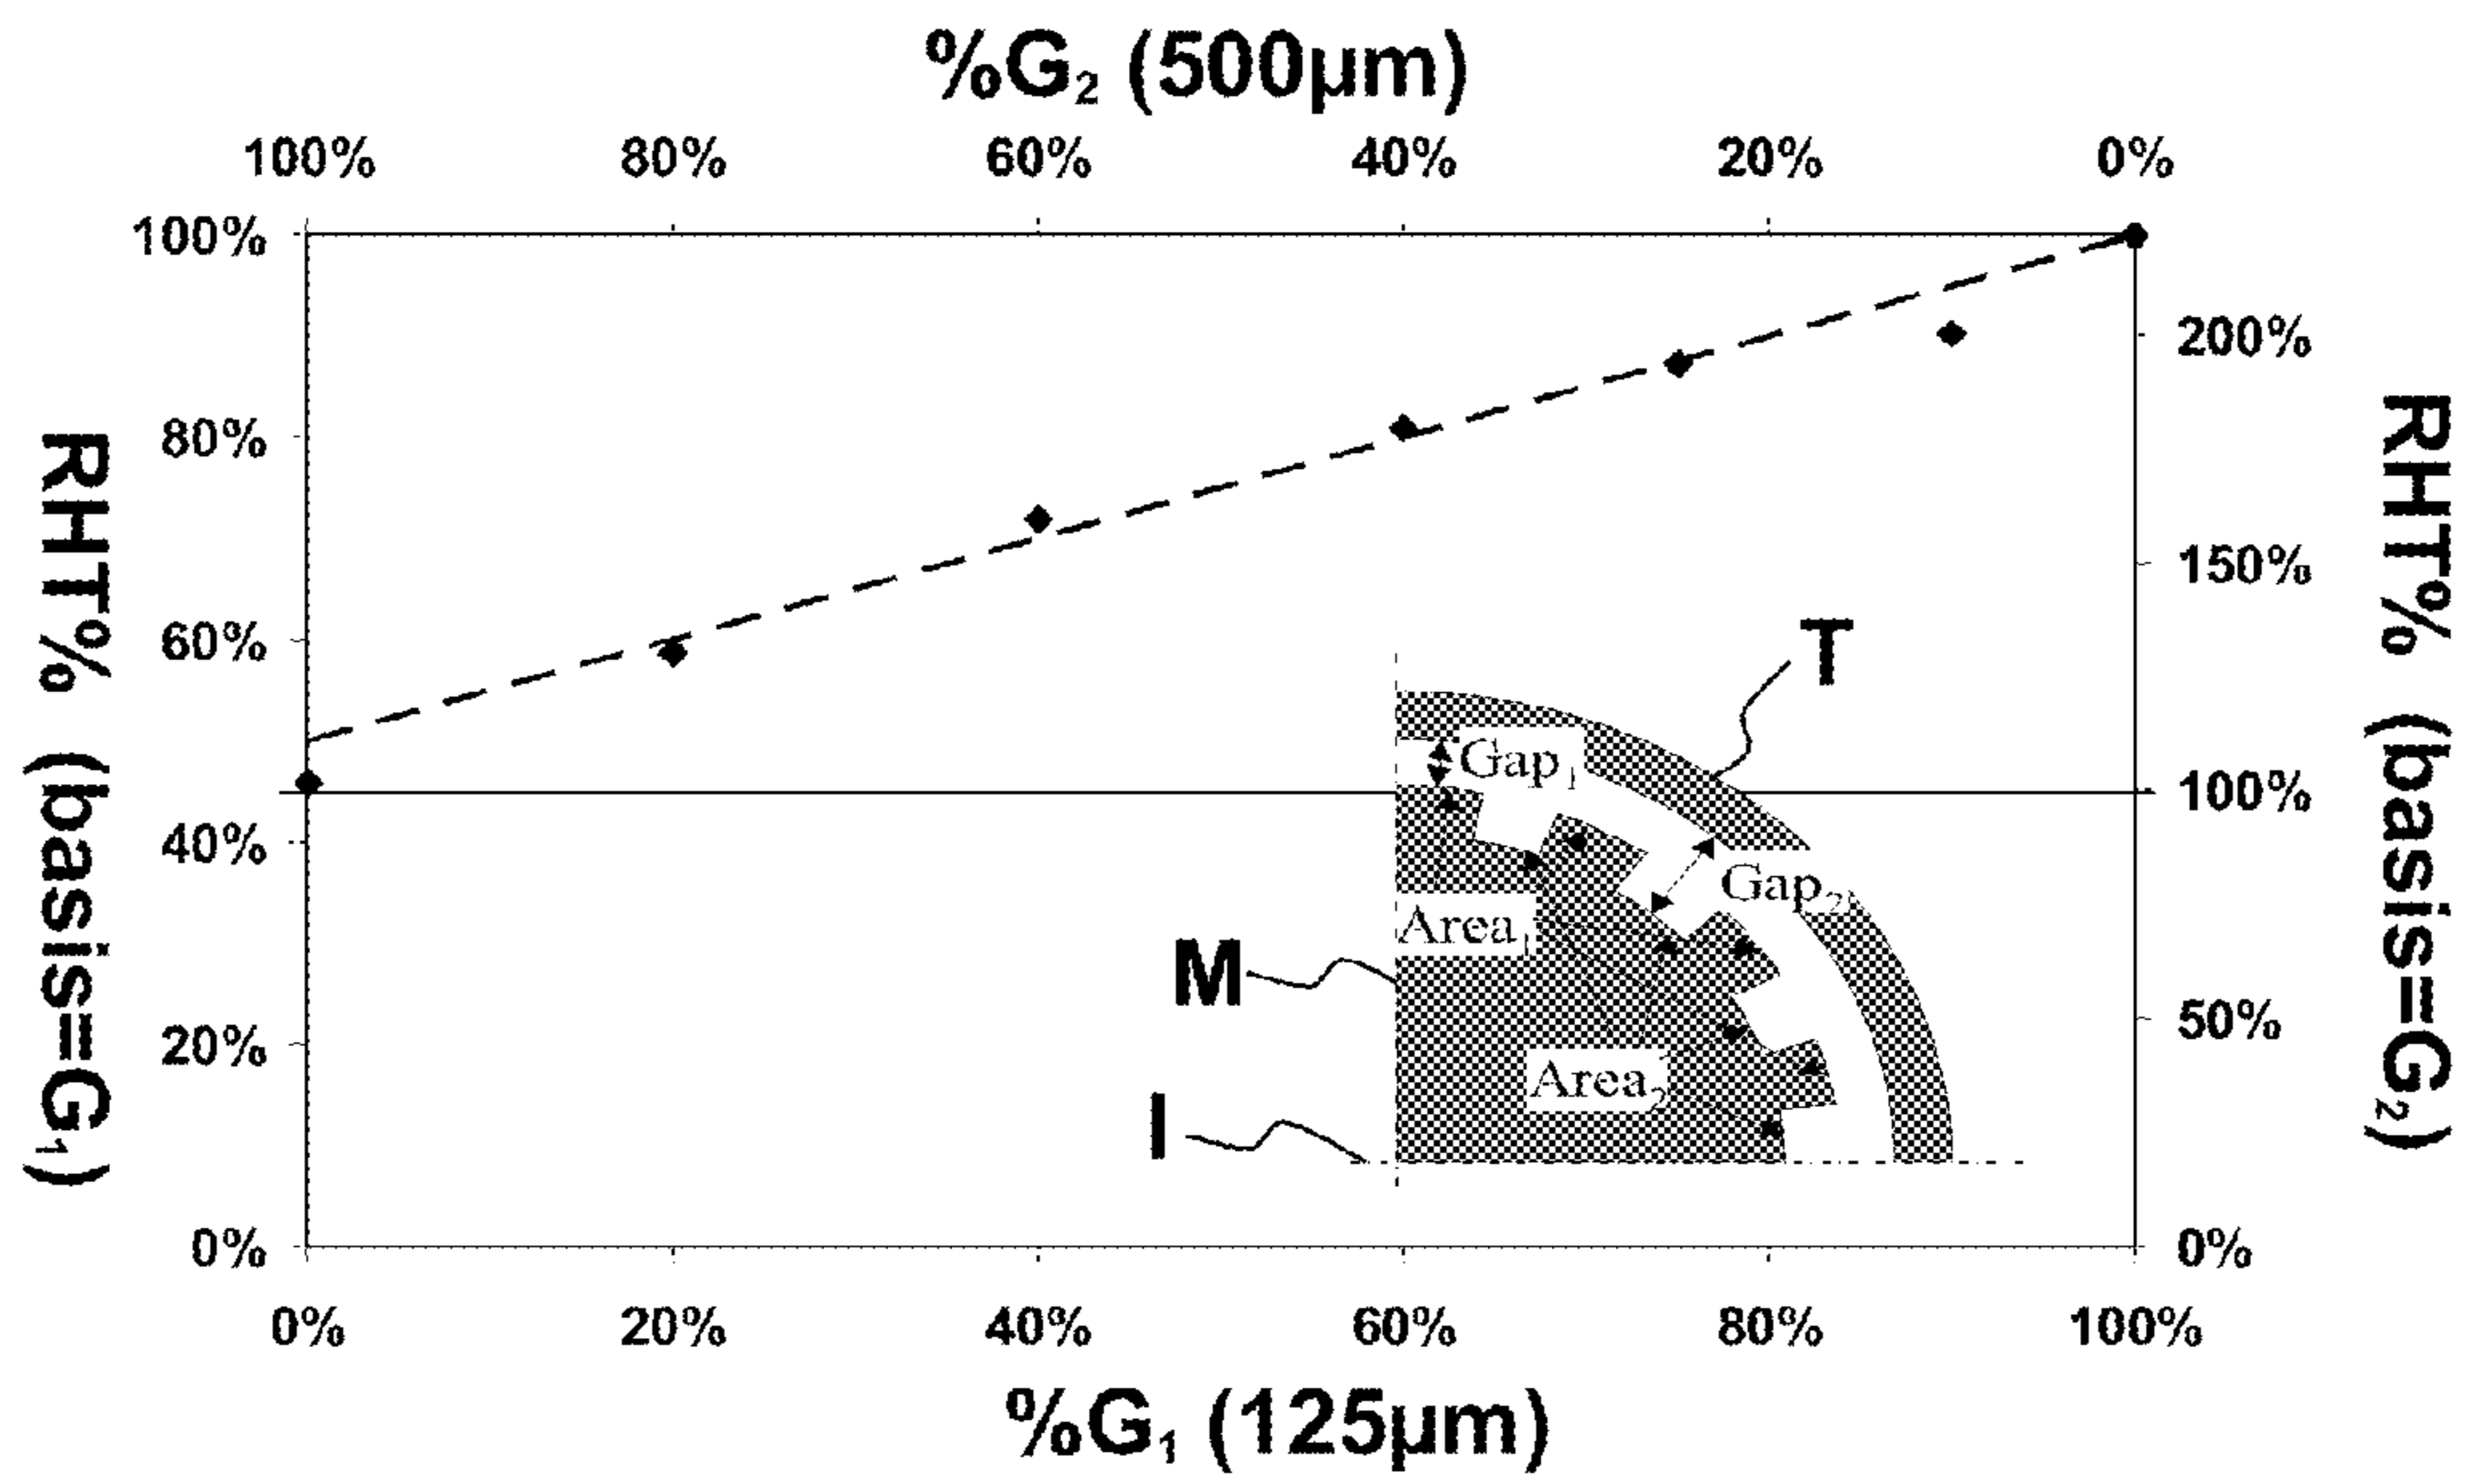 %G₂ (500µm)
100% 80% 60% 40% 20% 0%
100%
80%
60%
40%
20%
0%
RHT% (basis=G₁)
200%
150%
100%
50%
0%
RHT% (basis=G₂)
T
Gap₁
Gap₂
Area₁
M
Area₂
I
0% 20% 40% 60% 80% 100%
%G₁ (125µm)